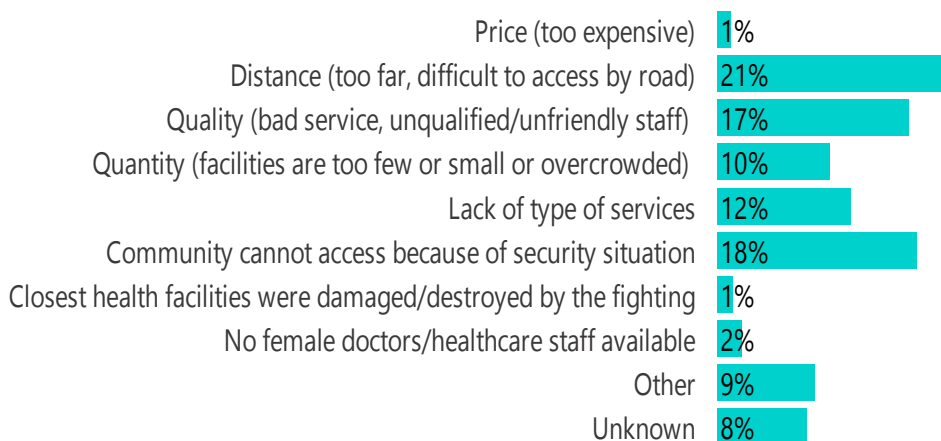 Price (too expensive) 1%
Distance (too far, difficult to access by road) 21%
Quality (bad service, unqualified/unfriendly staff) 17%
Quantity (facilities are too few or small or overcrowded) 10%
Lack of type of services 12%
Community cannot access because of security situation 18%
Closest health facilities were damaged/destroyed by the fighting 1%
No female doctors/healthcare staff available 2%
Other 9%
Unknown 8%